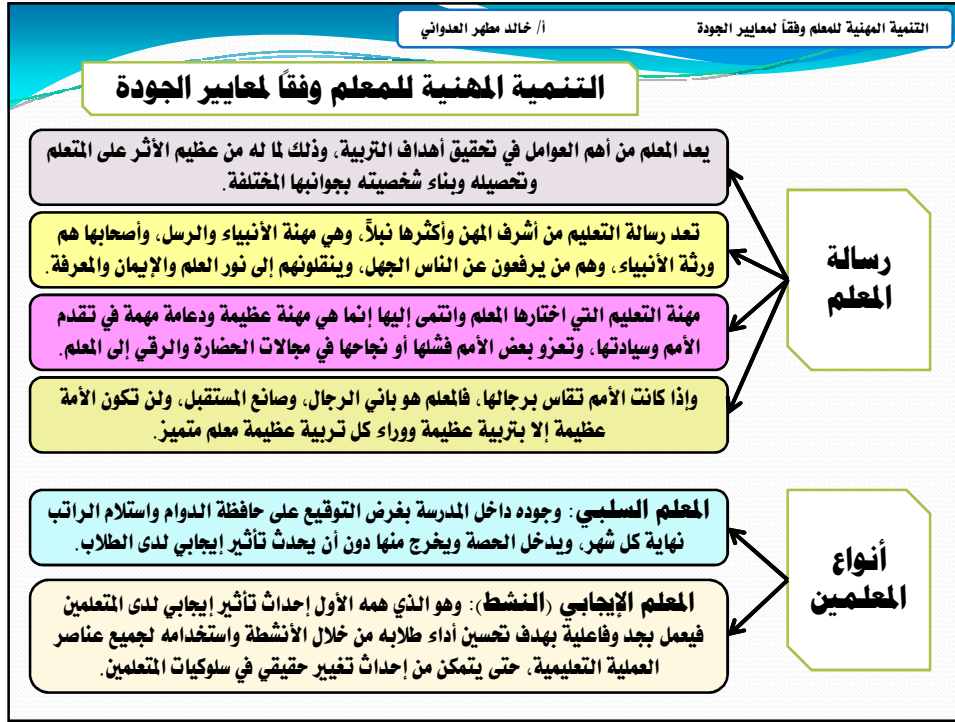 التنمية المهنية للمعلم وفقاً لمعايير الجودة
أ/ خالد مطهر العدواني
التنمية المهنية للمعلم وفقاً لمعايير الجودة
رسالة
المعلم
يعد المعلم من أهم العوامل في تحقيق أهداف التربية، وذلك لما له من عظيم الأثر على المتعلم
وتحصيله وبناء شخصيته بجوانبها المختلفة.
تعد رسالة التعليم من أشرف المهن وأكثرها نبلاً، وهي مهنة الأنبياء والرسل، وأصحابها هم
ورثة الأنبياء، وهم من يرفعون عن الناس الجهل، وينقلونهم إلى نور العلم والإيمان والمعرفة.
مهنة التعليم التي اختارها المعلم وانتمى إليها إنما هي مهنة عظيمة ودعامة مهمة في تقدم
الأمم وسيادتها، وتعزو بعض الأمم فشلها أو نجاحها في مجالات الحضارة والرقي إلى المعلم.
وإذا كانت الأمم تقاس برجالها، فالمعلم هو باني الرجال، وصانع المستقبل، ولن تكون الأمة
عظيمة إلا بتربية عظيمة ووراء كل تربية عظيمة معلم متميز.
أنواع
المعلمين
المعلم السلبي: وجوده داخل المدرسة بغرض التوقيع على حافظة الدوام واستلام الراتب
نهاية كل شهر، ويدخل الحصة ويخرج منها دون أن يحدث تأثير إيجابي لدى الطلاب.
المعلم الإيجابي (النشط): وهو الذي همه الأول إحداث تأثير إيجابي لدى المتعلمين
فيعمل بجد وفاعلية بهدف تحسين أداء طلابه من خلال الأنشطة واستخدامه لجميع عناصر
العملية التعليمية، حتى يتمكن من إحداث تغيير حقيقي في سلوكيات المتعلمين.